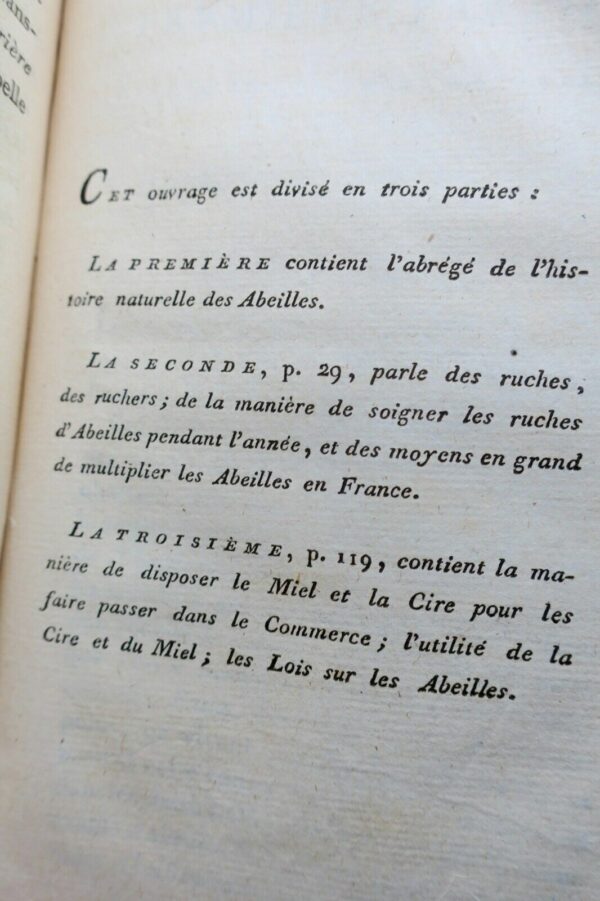 ans-
rière
belle
CET ouvrage est divisé en trois parties :
LA PREMIÈRE contient l'abrégé de l'his-
toire naturelle des Abeilles.
LA SECONDE, p. 29, parle des ruches,
des ruchers; de la manière de soigner les ruches
d'Abeilles pendant l'année, et des moyens en grand
de multiplier les Abeilles en France.
LA TROISIÈME, p. 119, contient la ma-
nière de disposer le Miel et la Cire pour les
faire passer dans le Commerce; l'utilité de la
Cire et du Miel; les Lois sur les Abeilles.